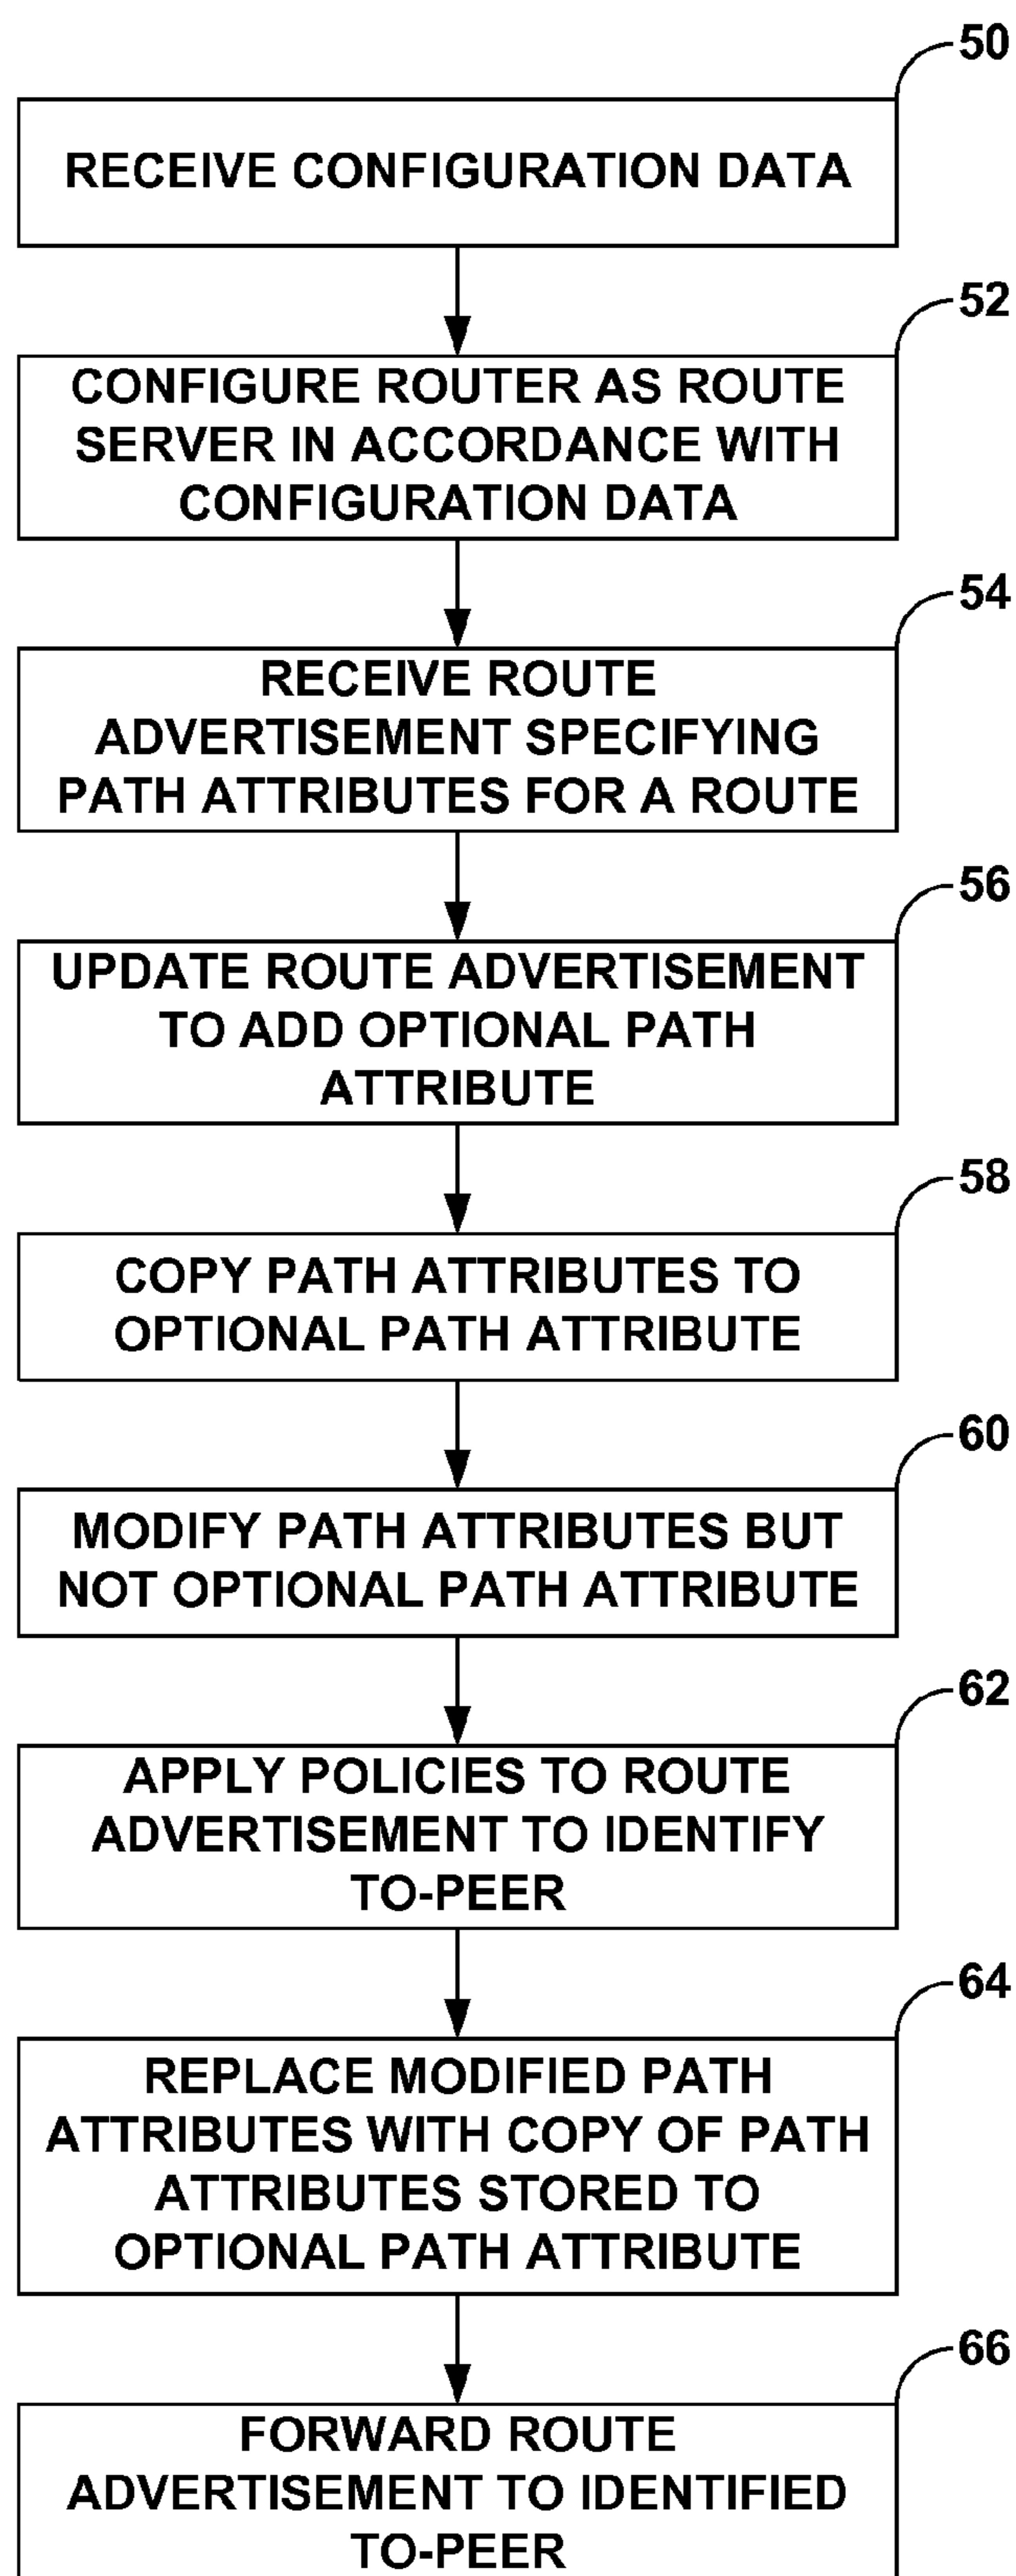 50
RECEIVE CONFIGURATION DATA
52
CONFIGURE ROUTER AS ROUTE
SERVER IN ACCORDANCE WITH
CONFIGURATION DATA
54
RECEIVE ROUTE
ADVERTISEMENT SPECIFYING
PATH ATTRIBUTES FOR A ROUTE
56
UPDATE ROUTE ADVERTISEMENT
TO ADD OPTIONAL PATH
ATTRIBUTE
58
COPY PATH ATTRIBUTES TO
OPTIONAL PATH ATTRIBUTE
60
MODIFY PATH ATTRIBUTES BUT
NOT OPTIONAL PATH ATTRIBUTE
62
APPLY POLICIES TO ROUTE
ADVERTISEMENT TO IDENTIFY
TO-PEER
64
REPLACE MODIFIED PATH
ATTRIBUTES WITH COPY OF PATH
ATTRIBUTES STORED TO
OPTIONAL PATH ATTRIBUTE
66
FORWARD ROUTE
ADVERTISEMENT TO IDENTIFIED
TO-PEER